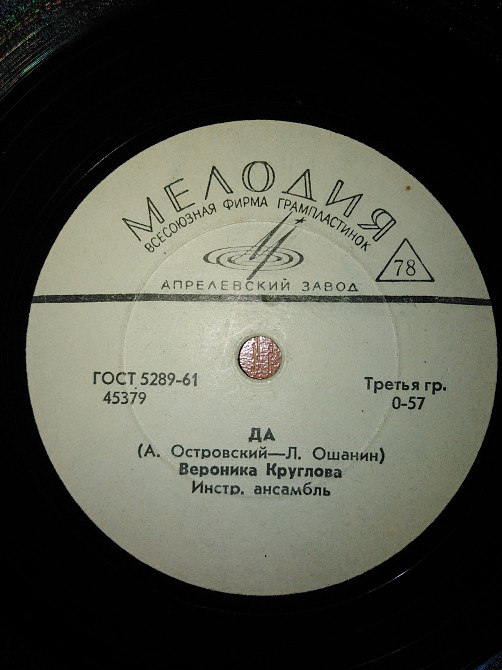 МЕЛОДИЯ
ВСЕСОЮЗНАЯ ФИРМА ГРАМПЛАСТИНОК
78
АПРЕЛЕВСКИЙ ЗАВОД
ГОСТ 5289-61
45379
Третья гр.
0-57
ДА
(А. Островский—Л. Ошанин)
Вероника Круглова
Инстр. ансамбль